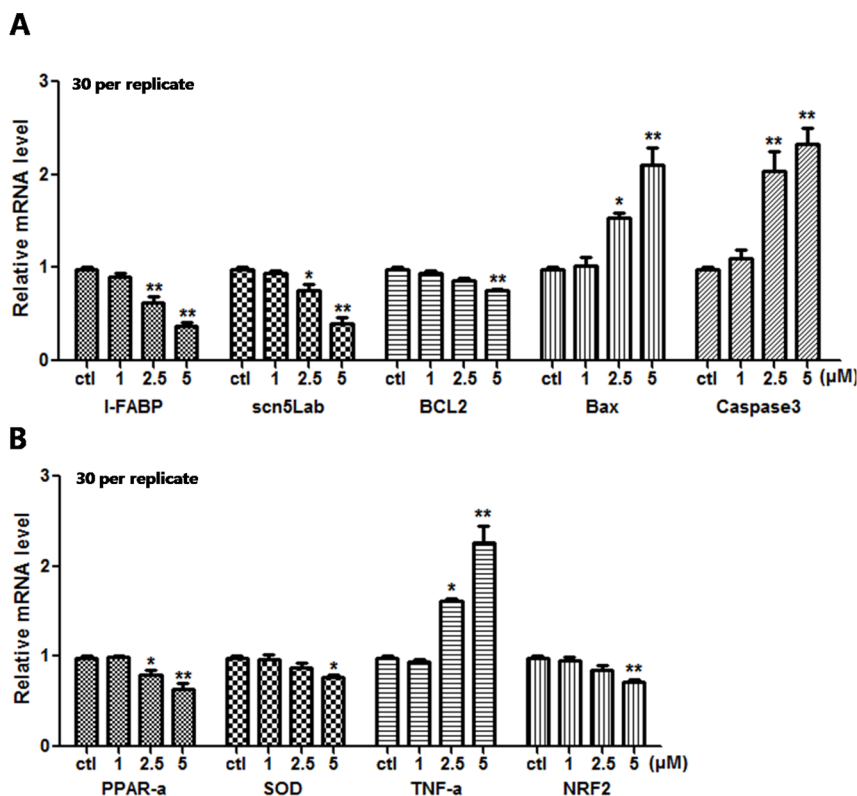 A
30 per replicate
Relative mRNA level
3
2
1
0
** ** * ** ** * ** ** **
ctl 1 2.5 5 ctl 1 2.5 5 ctl 1 2.5 5 ctl 1 2.5 5 ctl 1 2.5 5 (µM)
I-FABP scn5Lab BCL2 Bax Caspase3
B
30 per replicate
Relative mRNA level
3
2
1
0
* ** * * ** **
ctl 1 2.5 5 ctl 1 2.5 5 ctl 1 2.5 5 ctl 1 2.5 5 (µM)
PPAR-a SOD TNF-a NRF2